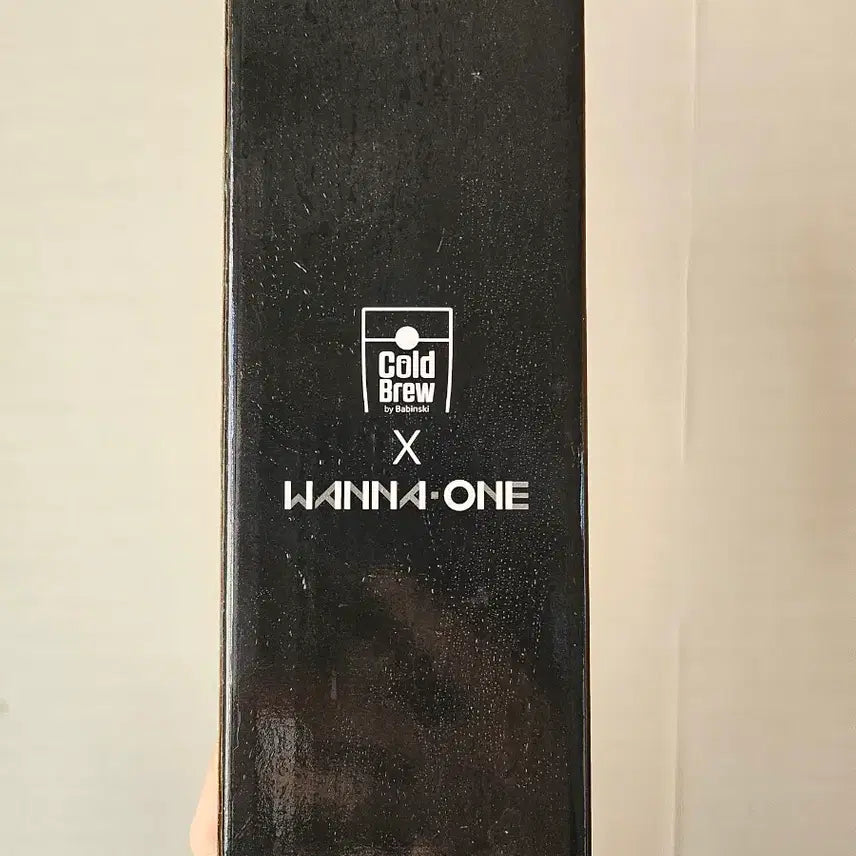 Cold
Brew
by Babinski
X
WANNA·ONE